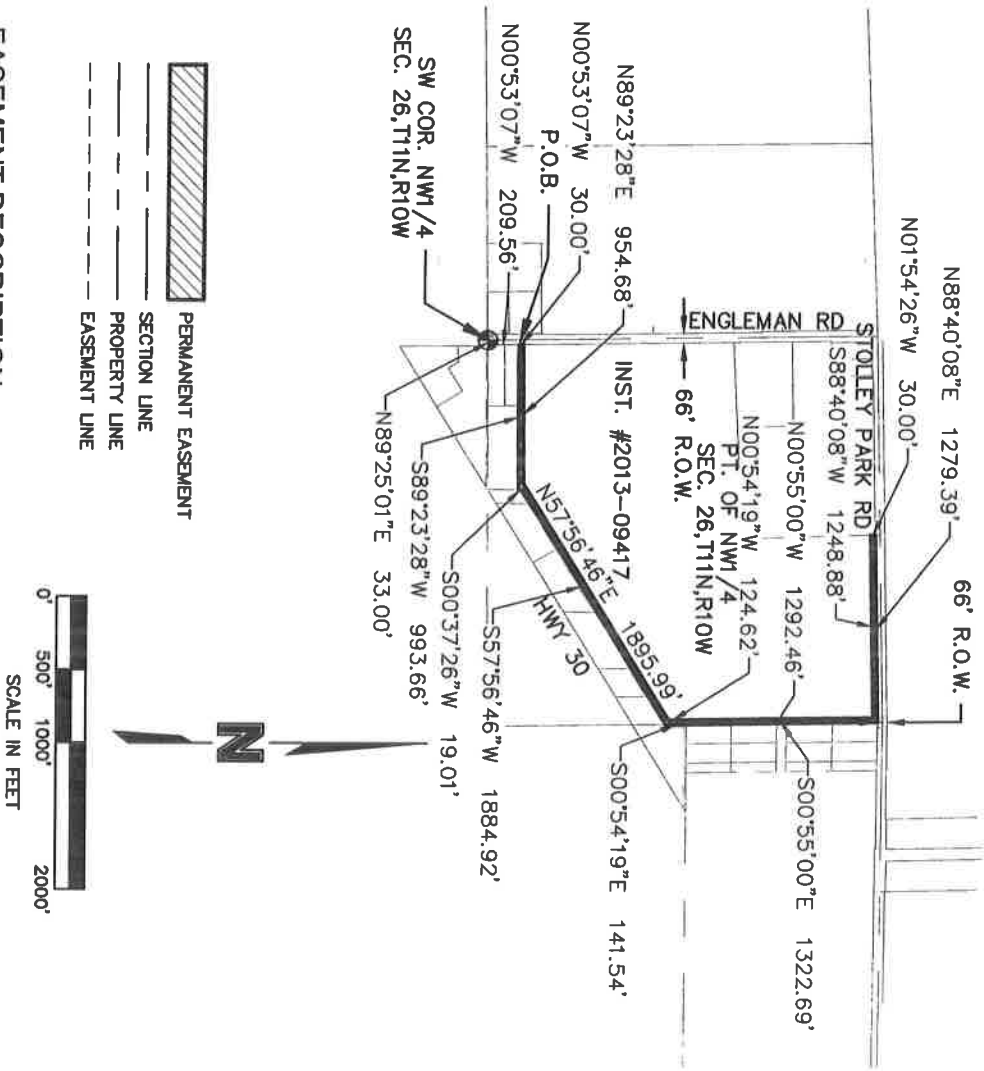 N88°40'08"E 1279.39'
66' R.O.W.
N01°54'26"W 30.00'
STOLLEY PARK RD
S88°40'08"W 1248.88'
N00°55'00"W 1292.46'
S00°55'00"E 1322.69'
ENGLEMAN RD
66' R.O.W.
PT. OF NW1/4
SEC. 26,T11N,R10W
N00°54'19"W 124.62'
S00°54'19"E 141.54'
INST. #2013-09417
N89°23'28"E 954.68'
N00°53'07"W 30.00'
P.O.B.
N00°53'07"W 209.56'
SW COR. NW1/4
SEC. 26,T11N,R10W
N57°56'46"E 1895.99'
HWY 30
S57°56'46"W 1884.92'
S00°37'26"W 19.01'
S89°23'28"W 993.66'
N89°25'01"E 33.00'
N
PERMANENT EASEMENT
SECTION LINE
PROPERTY LINE
EASEMENT LINE
0' 500' 1000' 2000'
SCALE IN FEET